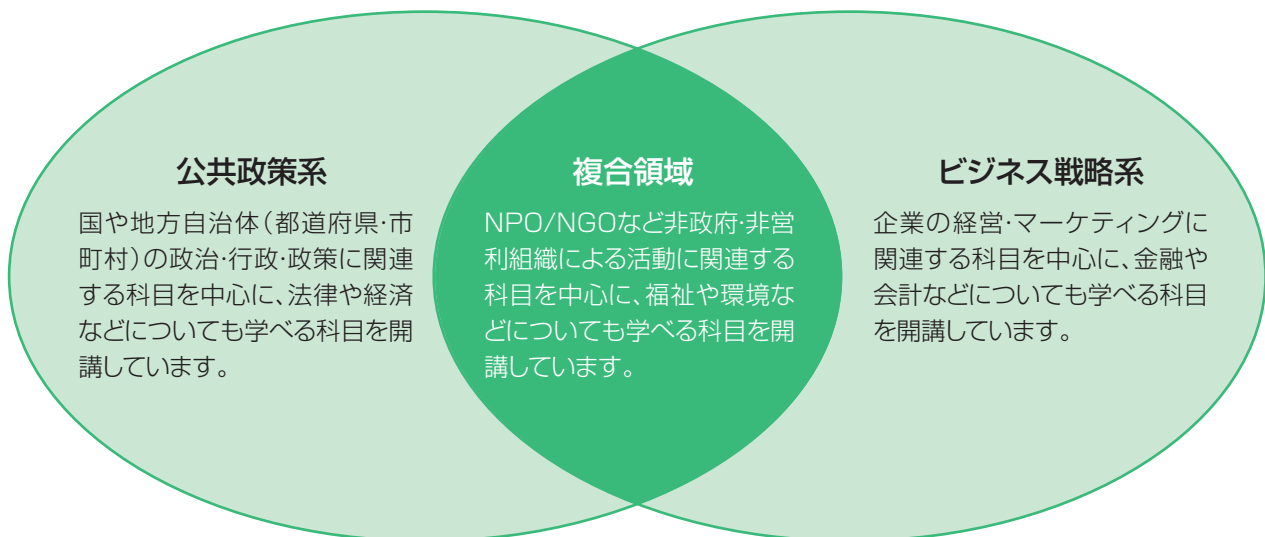 公共政策系
国や地方自治体(都道府県・市
町村)の政治・行政・政策に関連
する科目を中心に、法律や経済
などについても学べる科目を開
講しています。
複合領域
NPO/NGOなど非政府・非営
利組織による活動に関連する
科目を中心に、福祉や環境な
どについても学べる科目を開
講しています。
ビジネス戦略系
企業の経営・マーケティングに
関連する科目を中心に、金融や
会計などについても学べる科目
を開講しています。